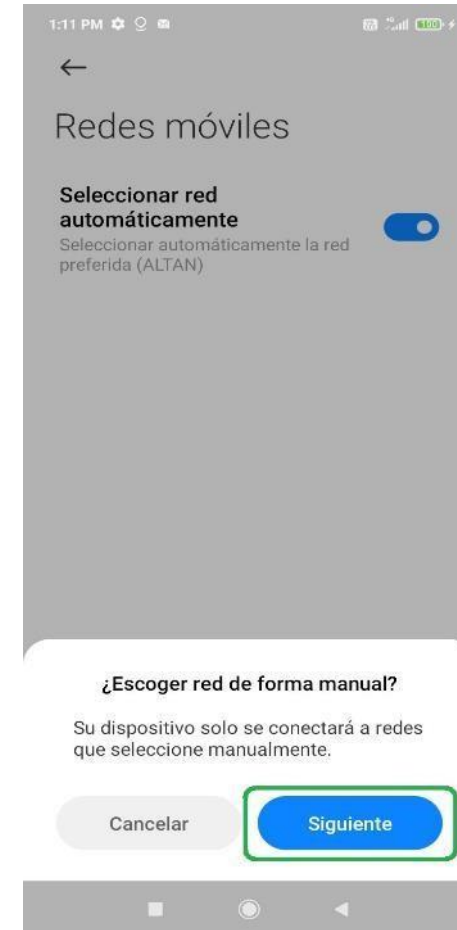 1:11 PM
Redes móviles
Seleccionar red
automáticamente
Seleccionar automáticamente la red
preferida (ALTAN)
¿Escoger red de forma manual?
Su dispositivo solo se conectará a redes
que seleccione manualmente.
Cancelar
Siguiente